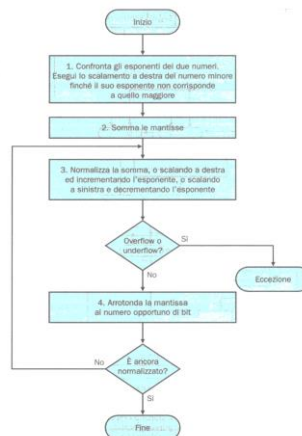 Inizio
1. Confronta gli esponenti dei due numeri.
Esegui lo scalamento a destra del numero minore
finché il suo esponente non corrisponde
a quello maggiore
2. Somma le mantisse
3. Normalizza la somma, o scalando a destra
ed incrementando l'esponente, o scalando
a sinistra e decrementando l'esponente
Overflow o
underflow?
Sì
No
Eccezione
4. Arrotonda la mantissa
al numero opportuno di bit
No
È ancora
normalizzato?
Sì
Fine